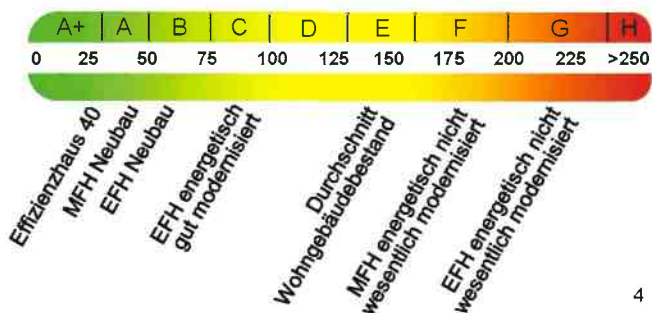 A+ A B C D E F G H
0 25 50 75 100 125 150 175 200 225 >250
Effizienzhaus 40
MFH Neubau
EFH Neubau
EFH energetisch
gut modernisiert
Durchschnitt
Wohngebäudebestand
MFH energetisch nicht
wesentlich modernisiert
EFH energetisch nicht
wesentlich modernisiert
4